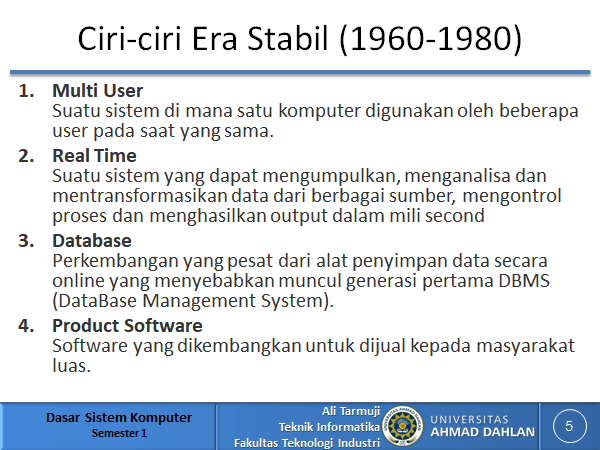 Ciri-ciri Era Stabil (1960-1980)
1. Multi User
Suatu sistem di mana satu komputer digunakan oleh beberapa
user pada saat yang sama.
2. Real Time
Suatu sistem yang dapat mengumpulkan, menganalisa dan
mentransformasikan data dari berbagai sumber, mengontrol
proses dan menghasilkan output dalam mili second
3. Database
Perkembangan yang pesat dari alat penyimpan data secara
online yang menyebabkan muncul generasi pertama DBMS
(DataBase Management System).
4. Product Software
Software yang dikembangkan untuk dijual kepada masyarakat
luas.
Dasar Sistem Komputer
Semester 1
Ali Tarmuji
Teknik Informatika
Fakultas Teknologi Industri
UNIVERSITAS
AHMAD DAHLAN
5